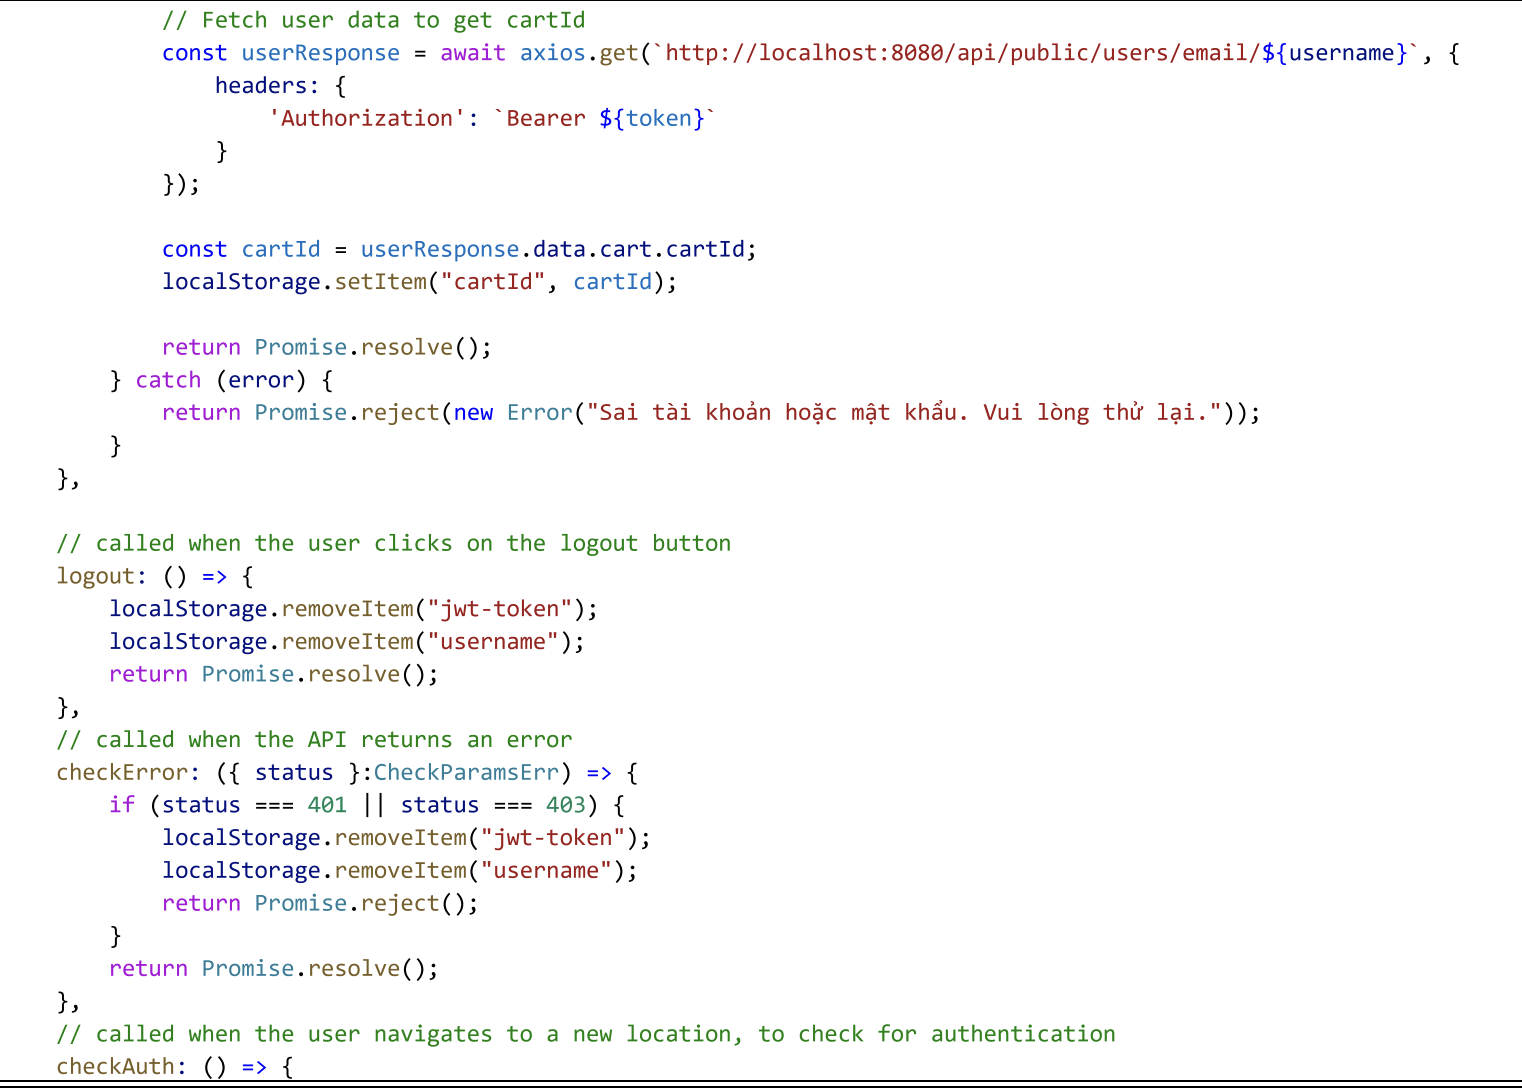 // Fetch user data to get cartId
const userResponse = await axios.get(`http://localhost:8080/api/public/users/email/${username}`, {
headers: {
'Authorization': `Bearer ${token}`
}
});
const cartId = userResponse.data.cart.cartId;
localStorage.setItem("cartId", cartId);
return Promise.resolve();
} catch (error) {
return Promise.reject(new Error("Sai tài khoản hoặc mật khẩu. Vui lòng thử lại."));
}
},
// called when the user clicks on the logout button
logout: () => {
localStorage.removeItem("jwt-token");
localStorage.removeItem("username");
return Promise.resolve();
},
// called when the API returns an error
checkError: ({ status }:CheckParamsErr) => {
if (status === 401 || status === 403) {
localStorage.removeItem("jwt-token");
localStorage.removeItem("username");
return Promise.reject();
}
return Promise.resolve();
},
// called when the user navigates to a new location, to check for authentication
checkAuth: () => {